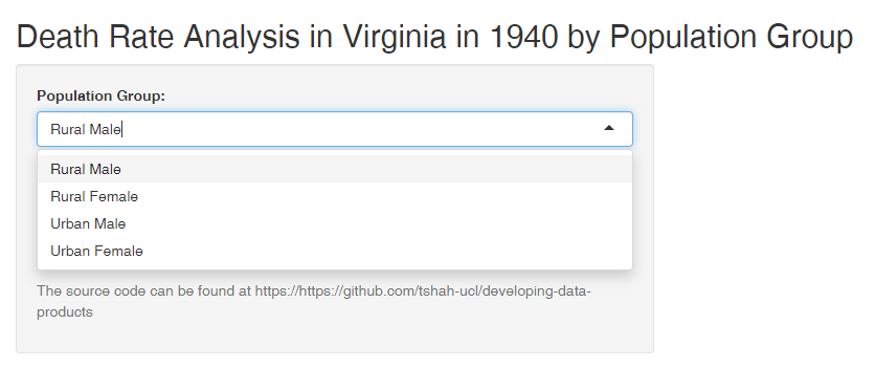 Death Rate Analysis in Virginia in 1940 by Population Group
Population Group:
Rural Male
Rural Male
Rural Female
Urban Male
Urban Female
The source code can be found at https://https://github.com/tshah-ucl/developing-data-
products